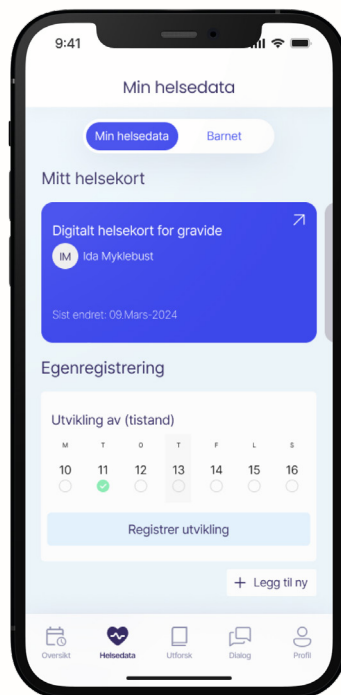 9:41
Min helsedata
Min helsedata Barnet
Mitt helsekort
Digitalt helsekort for gravide
IM Ida Myklebust
Sist endret: 09.Mars-2024
Egenregistrering
Utvikling av (tistand)
M T O T F L S
10 11 12 13 14 15 16
Registrer utvikling
+ Legg til ny
Oversikt Helsedata Utforsk Dialog Profil